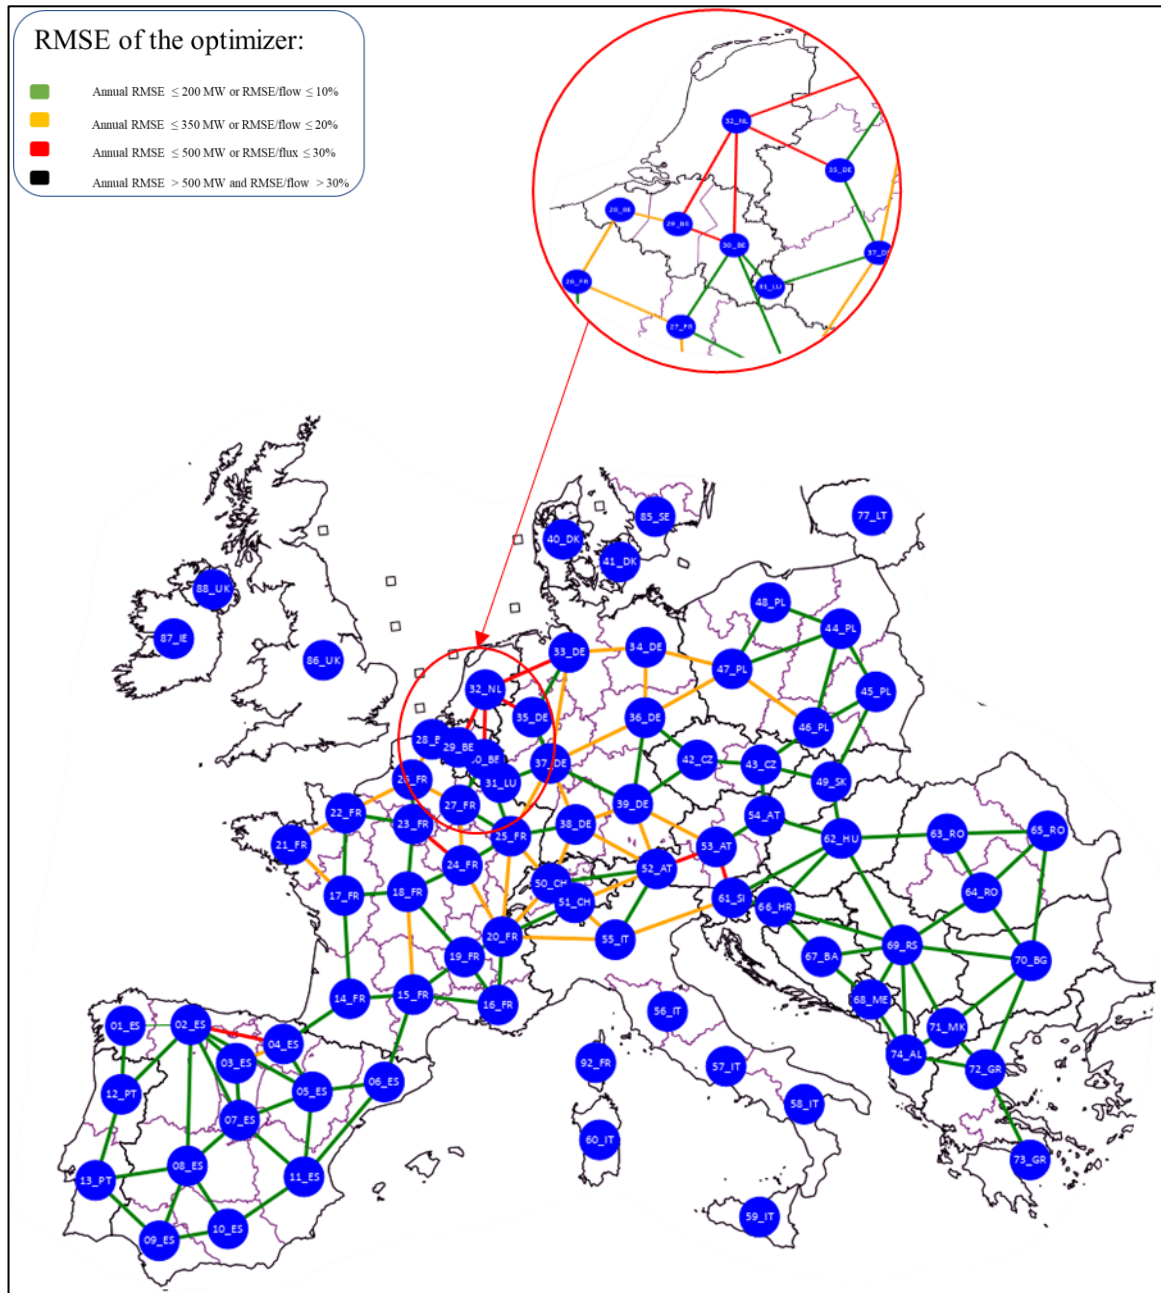 RMSE of the optimizer:
Annual RMSE ≤ 200 MW or RMSE/flow ≤ 10%
Annual RMSE ≤ 350 MW or RMSE/flow ≤ 20%
Annual RMSE ≤ 500 MW or RMSE/flux ≤ 30%
Annual RMSE > 500 MW and RMSE/flow > 30%
32_NL
35_DE
28_BE
29_BE
30_BE
37_D
26_FR
31_LU
27_FR
85_SE
77_LT
40_DK
41_DK
88_UK
48_PL
44_PL
87_IE
86_UK
33_DE
34_DE
47_PL
32_NL
45_PL
35_DE
36_DE
46_PL
28_B
29_BE
0_BE
37_DE
42_CZ
43_CZ
49_SK
31_LU
26_FR
27_FR
39_DE
22_FR
23_FR
38_DE
54_AT
25_FR
62_HU
63_RO
65_RO
21_FR
53_AT
24_FR
52_AT
50_CH
17_FR
18_FR
64_RO
51_CH
61_SI
66_HR
20_FR
55_IT
69_RS
19_FR
67_BA
70_BG
14_FR
15_FR
16_FR
68_ME
56_IT
01_ES
02_ES
71_MK
04_ES
74_AL
03_ES
92_FR
57_IT
72_GR
06_ES
05_ES
12_PT
58_IT
07_ES
60_IT
73_GR
08_ES
11_ES
13_PT
59_IT
10_ES
09_ES